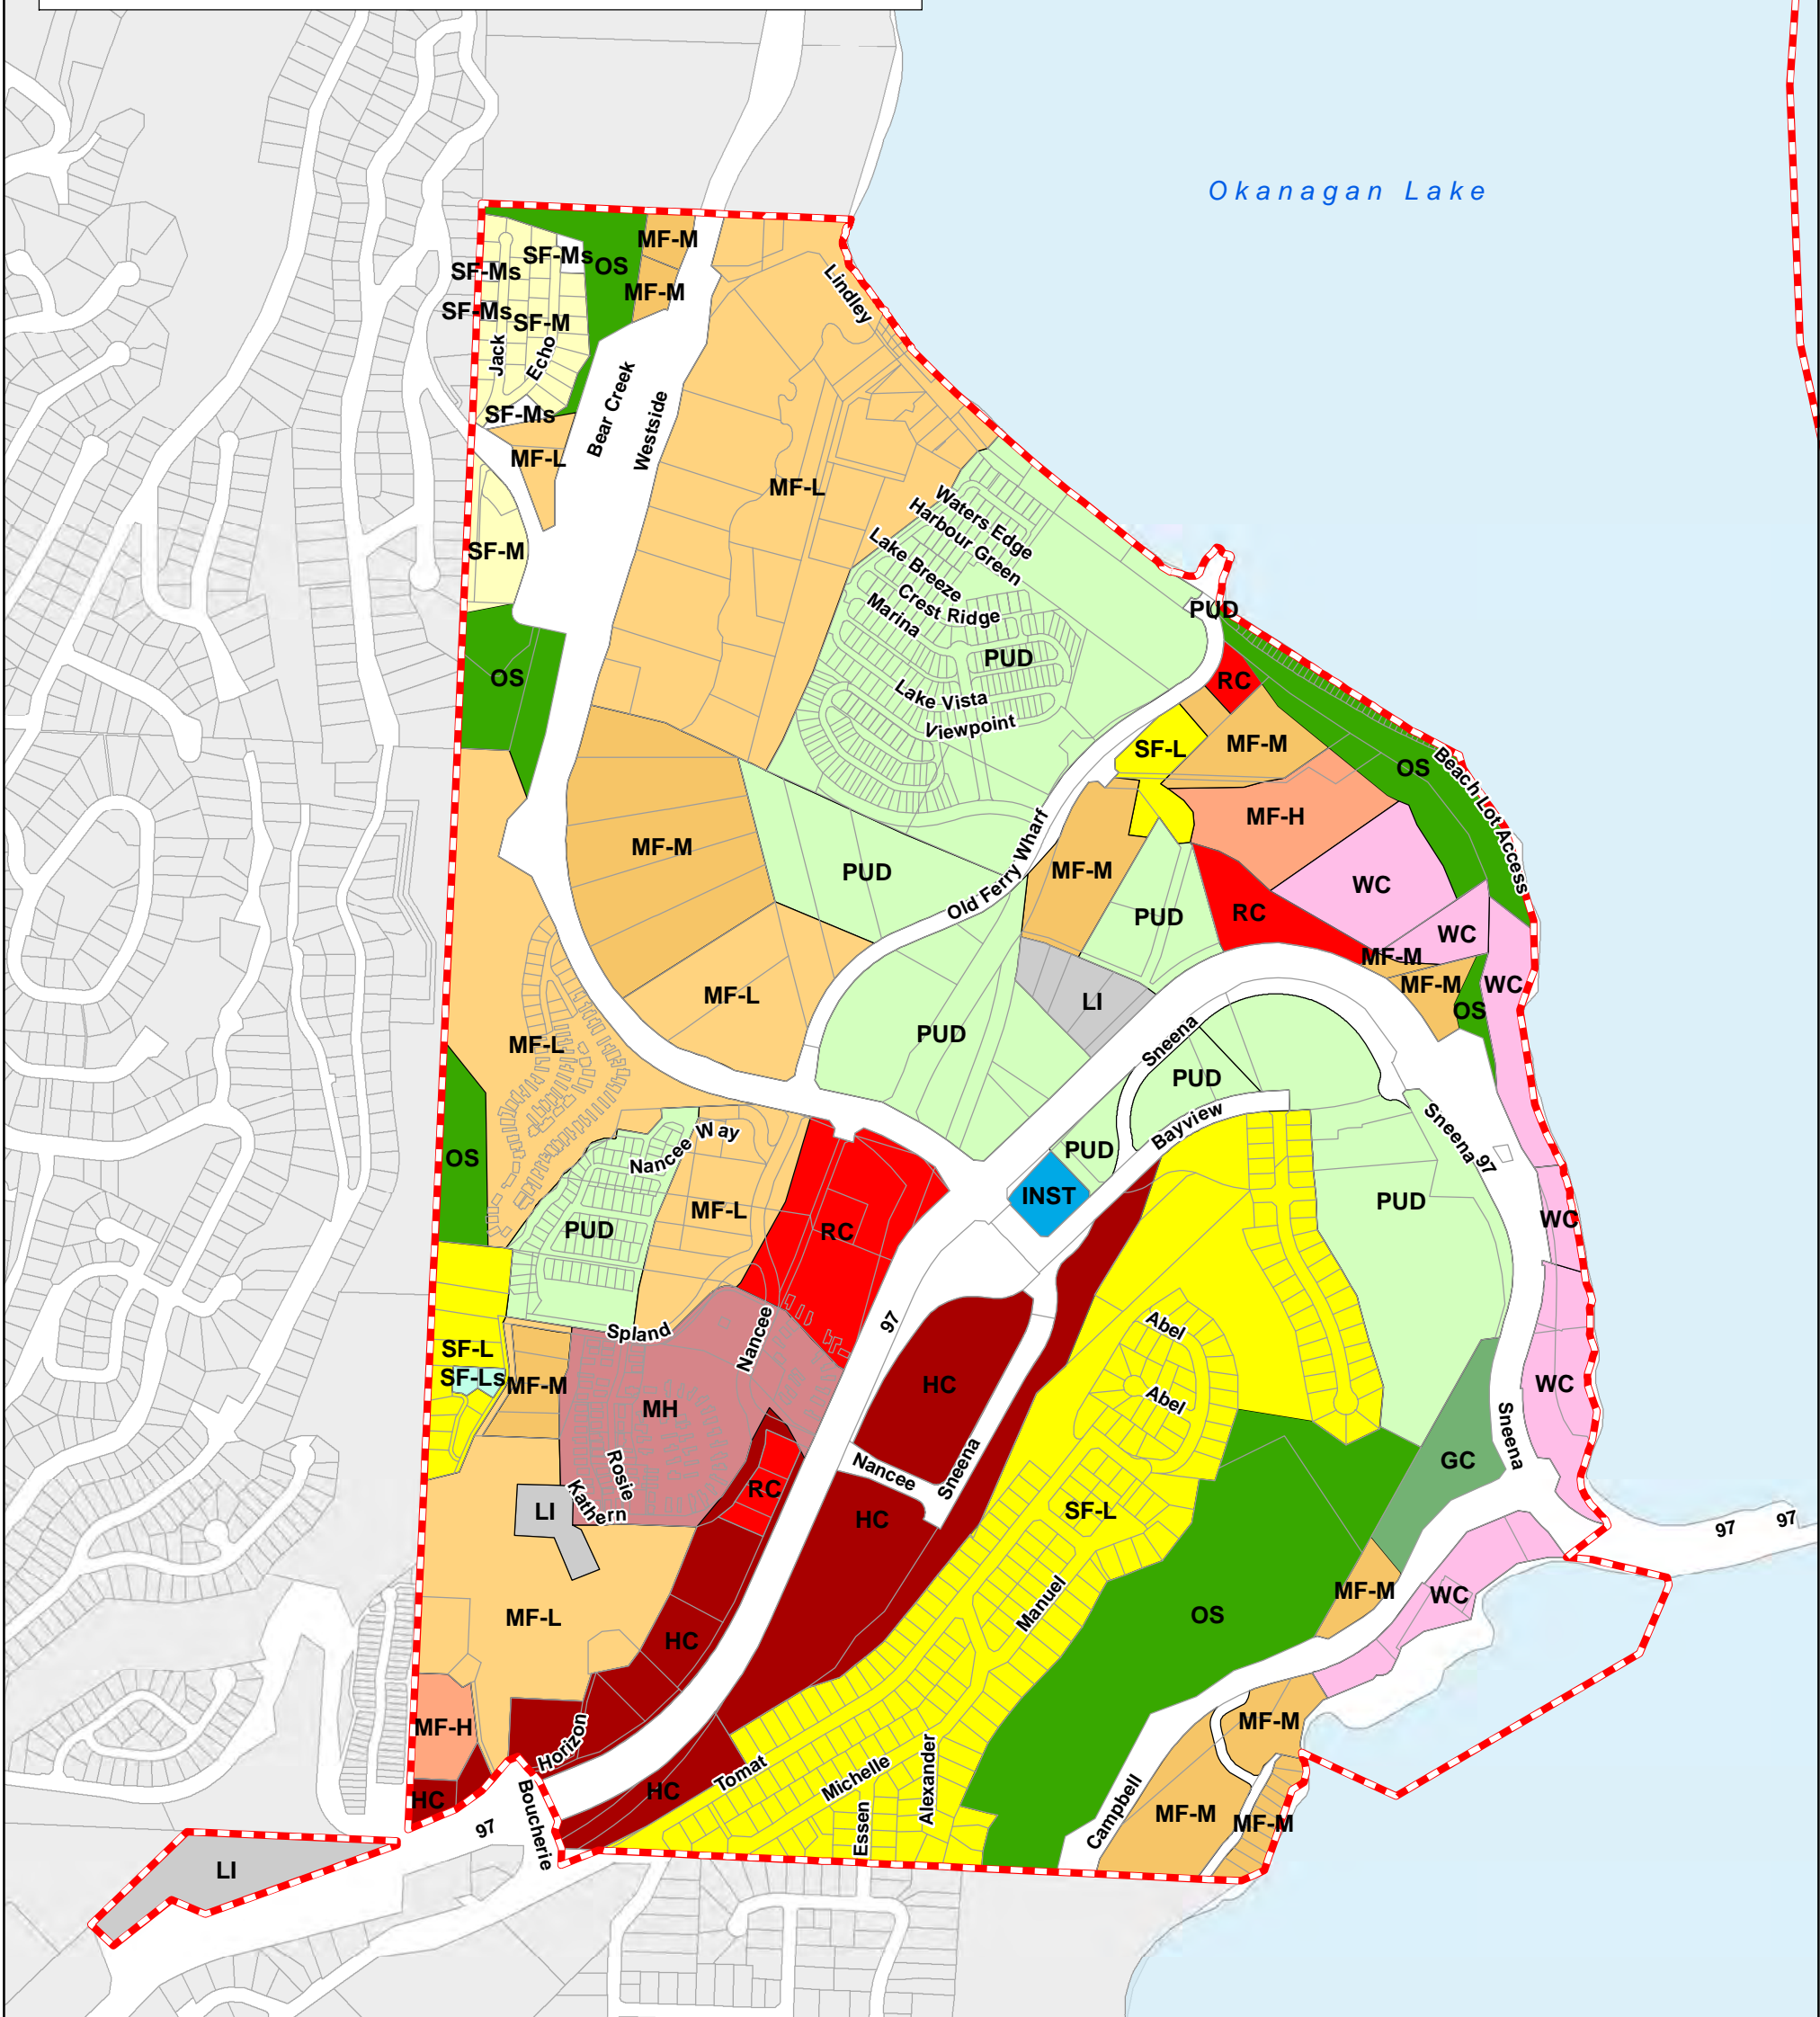 Okanagan Lake
MF-M
SF-Ms
OS
SF-Ms
MF-M
Lindley
SF-Ms
SF-M
Jack
Echo
Bear Creek
Westside
SF-Ms
MF-L
MF-L
Waters Edge
Harbour Green
SF-M
Lake Breeze
Crest Ridge
Marina
PUD
PUD
OS
RC
Lake Vista
Viewpoint
SF-L
MF-M
OS
Beach Lot Access
MF-H
MF-M
Old Ferry Wharf
PUD
MF-M
WC
PUD
RC
WC
MF-M
MF-L
MF-M
WC
LI
OS
PUD
MF-L
Sneena
PUD
Bayview
Sneena
97
Nancee Way
PUD
OS
INST
PUD
MF-L
WC
PUD
RC
97
Spland
Nancee
Abel
SF-L
SF-Ls
MF-M
HC
WC
Abel
MH
Sneena
GC
Nancee
Sneena
Rosie
RC
Kathern
LI
HC
SF-L
97
97
MF-M
WC
Manuel
OS
MF-L
HC
MF-H
Horizon
MF-M
Tomat
Michelle
Alexander
HC
HC
Boucherie
97
Essen
Campbell
MF-M
MF-M
LI